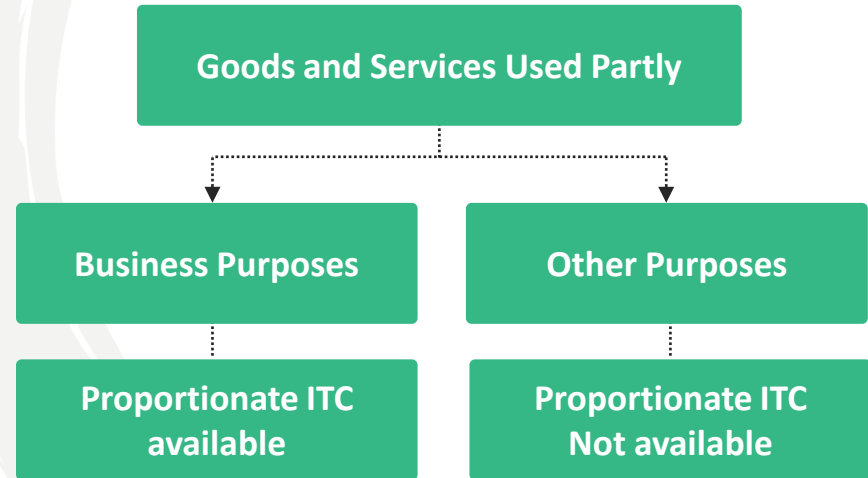 Goods and Services Used Partly
Business Purposes
Other Purposes
Proportionate ITC
available
Proportionate ITC
Not available